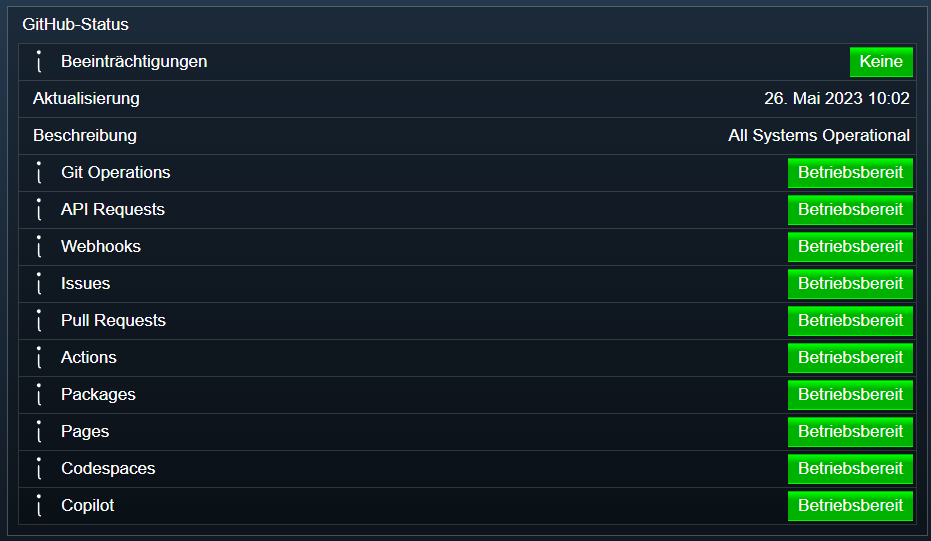 GitHub-Status
Beeinträchtigungen Keine
Aktualisierung 26. Mai 2023 10:02
Beschreibung All Systems Operational
Git Operations Betriebsbereit
API Requests Betriebsbereit
Webhooks Betriebsbereit
Issues Betriebsbereit
Pull Requests Betriebsbereit
Actions Betriebsbereit
Packages Betriebsbereit
Pages Betriebsbereit
Codespaces Betriebsbereit
Copilot Betriebsbereit